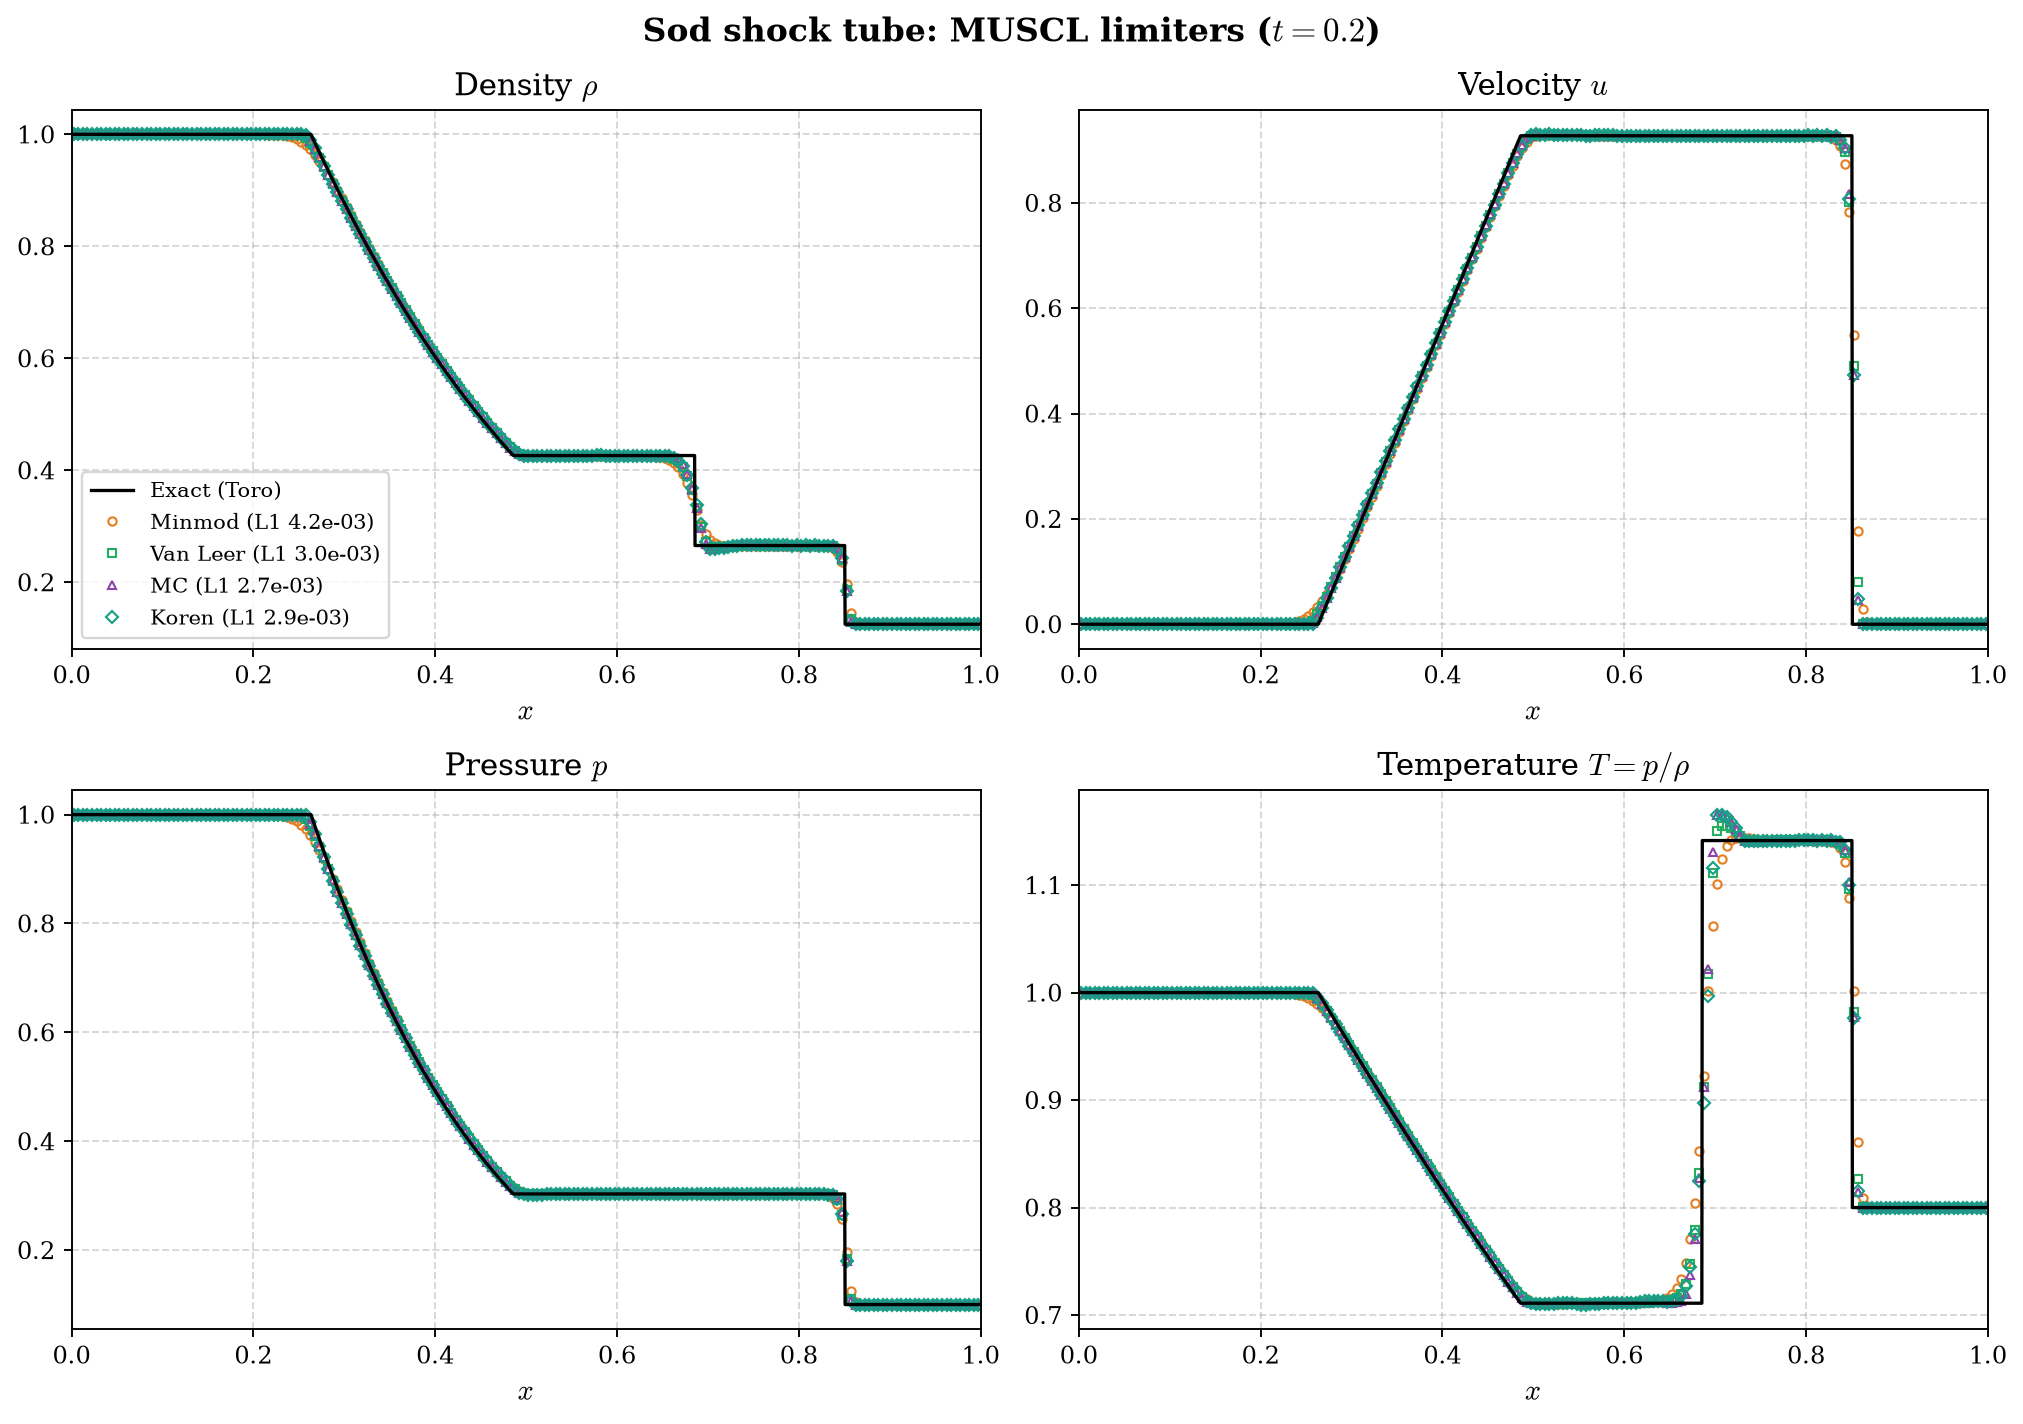 Sod shock tube: MUSCL limiters (t = 0.2)
Density ρ
1.0
0.8
0.6
0.4
0.2
Exact (Toro)
Minmod (L1 4.2e-03)
Van Leer (L1 3.0e-03)
MC (L1 2.7e-03)
Koren (L1 2.9e-03)
0.0 0.2 0.4 0.6 0.8 1.0
x
Velocity u
0.8
0.6
0.4
0.2
0.0
0.0 0.2 0.4 0.6 0.8 1.0
x
Pressure p
1.0
0.8
0.6
0.4
0.2
0.0 0.2 0.4 0.6 0.8 1.0
x
Temperature T = p/ρ
1.1
1.0
0.9
0.8
0.7
0.0 0.2 0.4 0.6 0.8 1.0
x